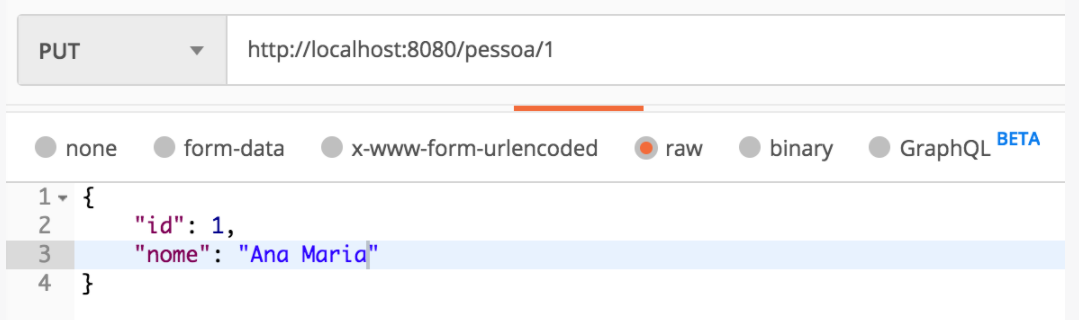 PUT http://localhost:8080/pessoa/1
none form-data x-www-form-urlencoded raw binary GraphQL BETA
1 {
2 "id": 1,
3 "nome": "Ana Maria"
4 }